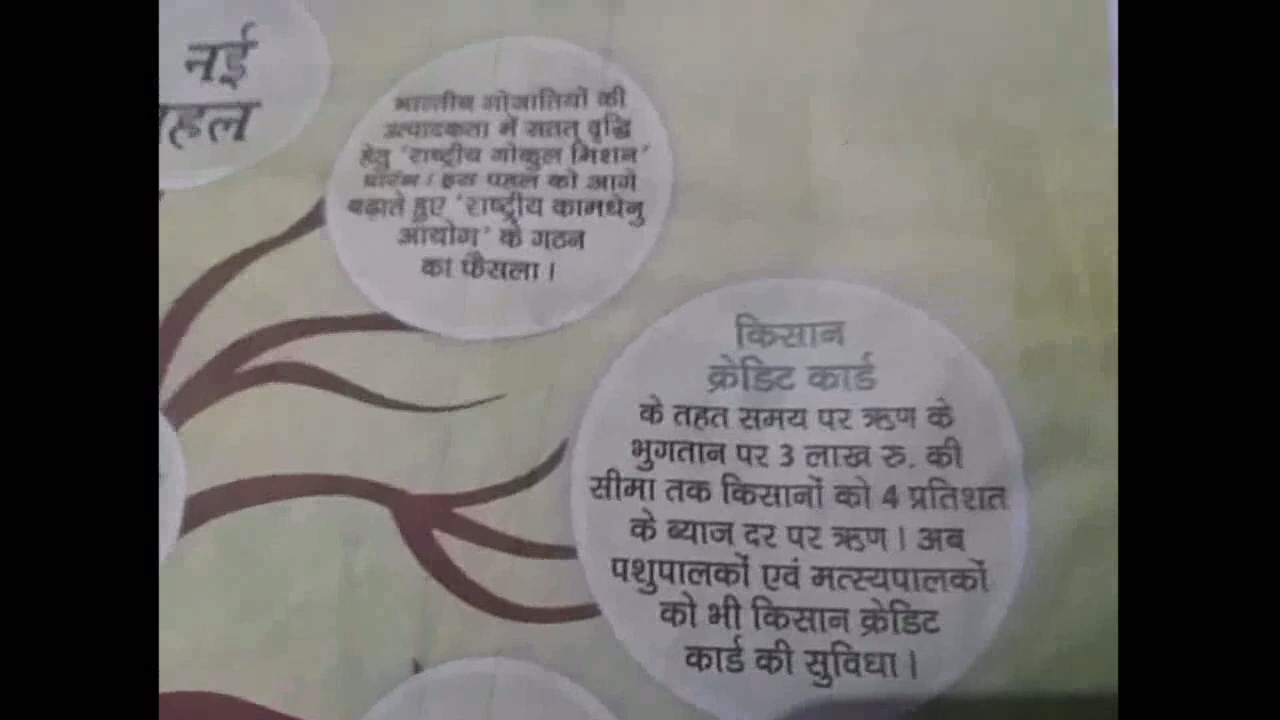 नई
हल
भारतीय गोजातियों की
उत्पादकता में सतत् वृद्धि
हेतु 'राष्ट्रीय गोकुल मिशन'
प्रारंभ। इस पहल को आगे
बढ़ाते हुए 'राष्ट्रीय कामधेनु
आयोग' के गठन
का फैसला।
किसान
क्रेडिट कार्ड
के तहत समय पर ऋण के
भुगतान पर 3 लाख रु. की
सीमा तक किसानों को 4 प्रतिशत
के ब्याज दर पर ऋण। अब
पशुपालकों एवं मत्स्यपालकों
को भी किसान क्रेडिट
कार्ड की सुविधा।